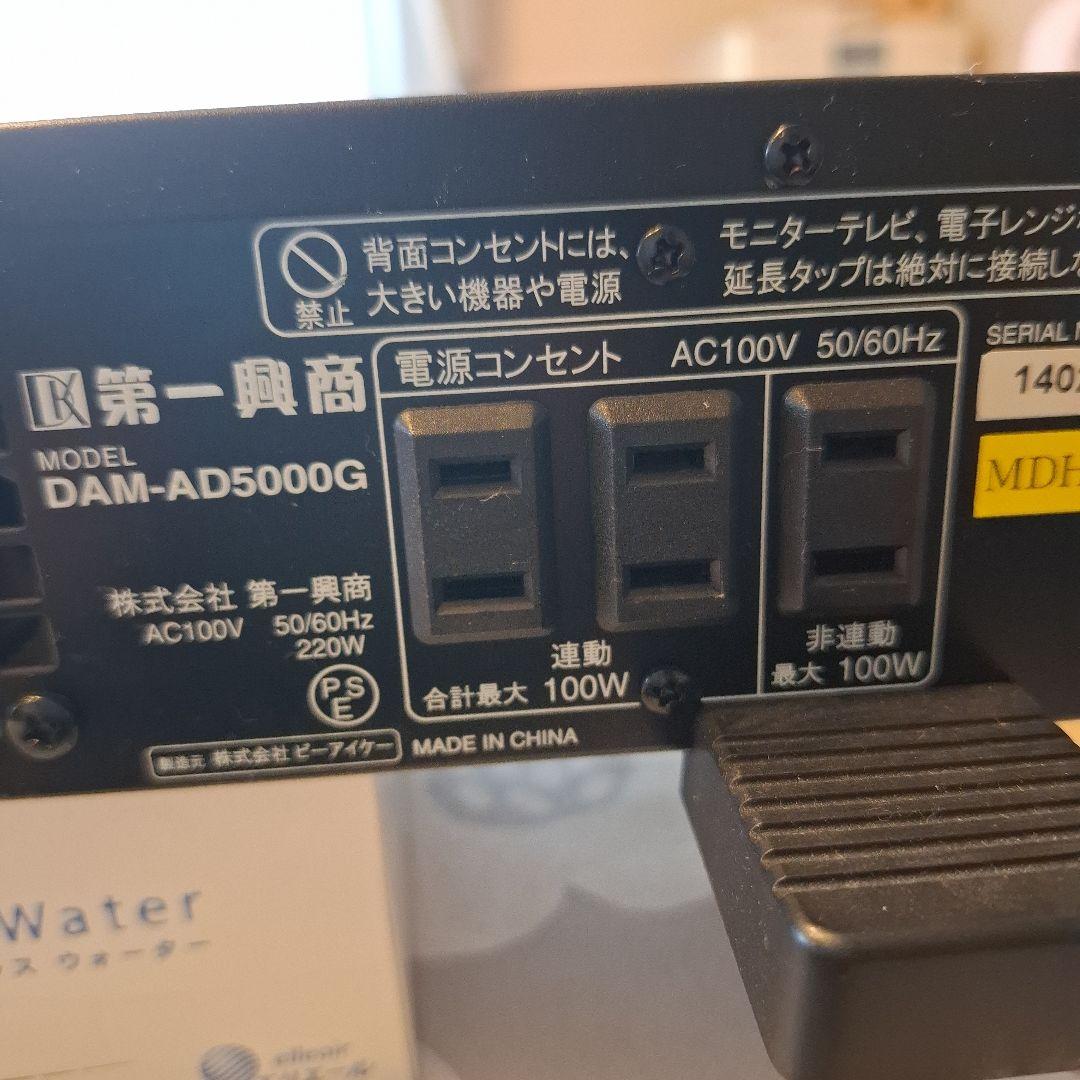 背面コンセントには、
大きい機器や電源
禁止
モニターテレビ、電子レンジ
延長タップは絶対に接続し
電源コンセント AC100V 50/60Hz
連動
合計最大 100W
非連動
最大 100W
DK 第一興商
MODEL
DAM-AD5000G
株式会社 第一興商
AC100V 50/60Hz
220W
PSE
製造元 株式会社 ビーアイケー
MADE IN CHINA
SERIAL
140
MDH
Water
ス ウォーター
elleair